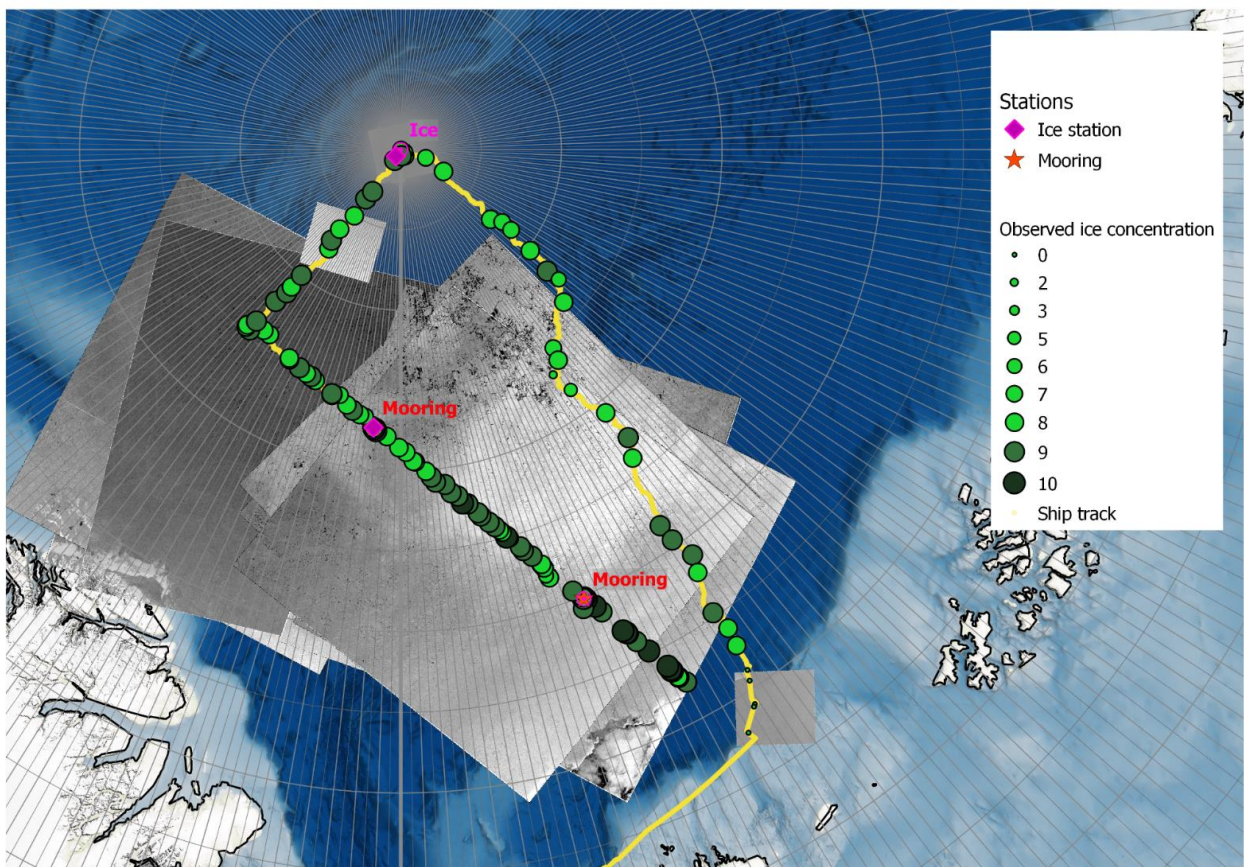 Ice
Mooring
Mooring
Stations
Ice station
Mooring
Observed ice concentration
0
2
3
5
6
7
8
9
10
Ship track